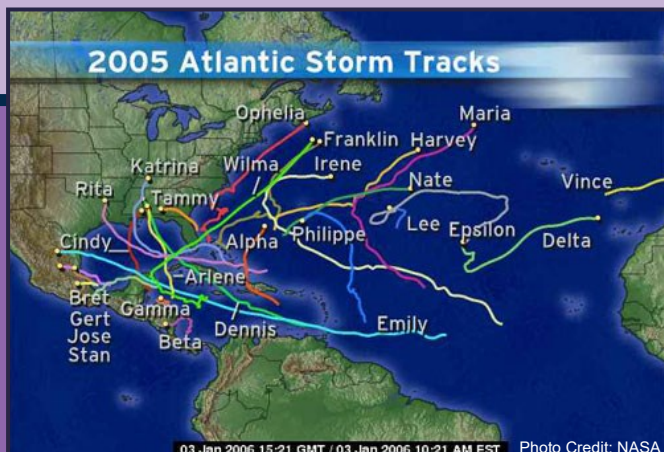 2005 Atlantic Storm Tracks
Ophelia
Maria
Franklin
Harvey
Katrina
Wilma
Irene
Rita
Tammy
Nate
Vince
Cindy
Alpha
Philippe
Lee
Epsilon
Delta
Arlene
Bret
Gert
Jose
Stan
Gamma
Beta
Dennis
Emily
03 Jan 2006 15:21 GMT / 03 Jan 2006 10:21 AM EST
Photo Credit: NASA